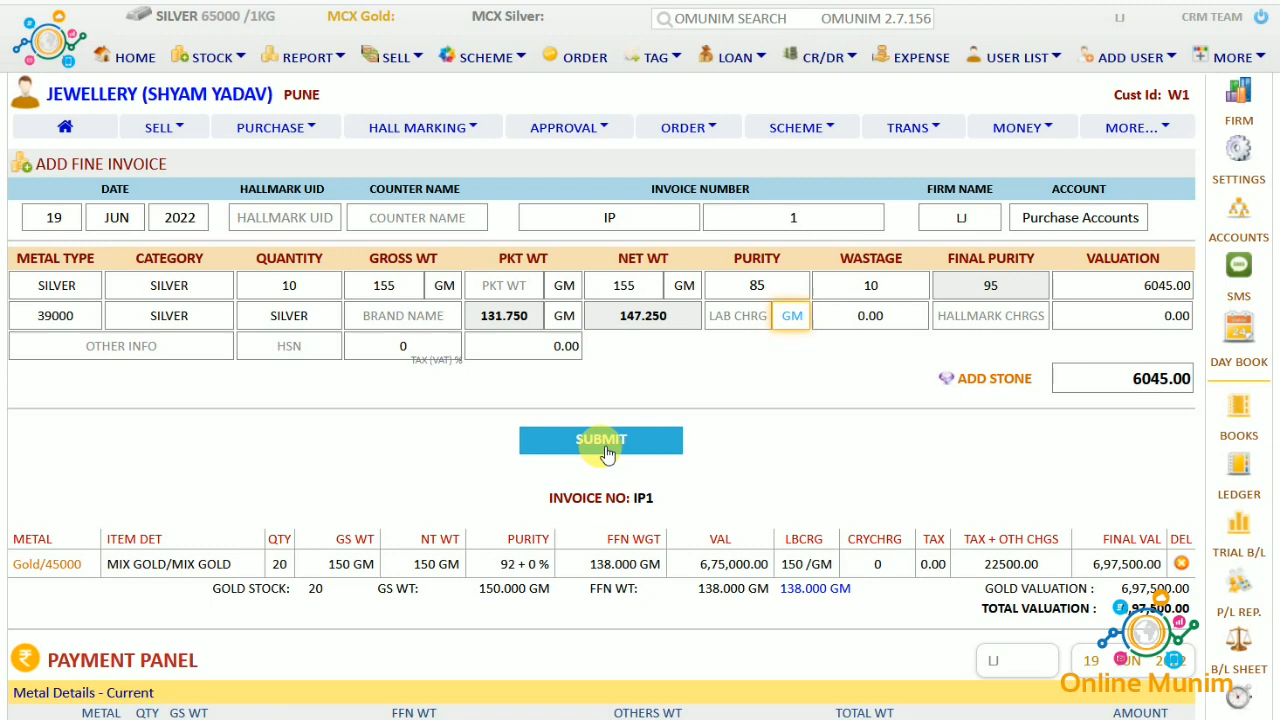 SILVER 65000 /1KG MCX Gold: MCX Silver: OMUNIM SEARCH OMUNIM 2.7.156 LJ CRM TEAM
HOME STOCK REPORT SELL SCHEME ORDER TAG LOAN CR/DR EXPENSE USER LIST ADD USER MORE
JEWELLERY (SHYAM YADAV) PUNE Cust Id: W1
SELL PURCHASE HALL MARKING APPROVAL ORDER SCHEME TRANS MONEY MORE...
ADD FINE INVOICE
DATE HALLMARK UID COUNTER NAME INVOICE NUMBER FIRM NAME ACCOUNT
19 JUN 2022 HALLMARK UID COUNTER NAME IP 1 LJ Purchase Accounts
METAL TYPE CATEGORY QUANTITY GROSS WT PKT WT NET WT PURITY WASTAGE FINAL PURITY VALUATION
SILVER SILVER 10 155 GM PKT WT GM 155 GM 85 10 95 6045.00
39000 SILVER SILVER BRAND NAME 131.750 GM 147.250 LAB CHRG GM 0.00 HALLMARK CHRGS 0.00
OTHER INFO HSN 0 0.00
TAX (VAT) %
ADD STONE 6045.00
SUBMIT
INVOICE NO: IP1
METAL ITEM DET QTY GS WT NT WT PURITY FFN WGT VAL LBCRG CRYCHRG TAX TAX + OTH CHGS FINAL VAL DEL
Gold/45000 MIX GOLD/MIX GOLD 20 150 GM 150 GM 92 + 0 % 138.000 GM 6,75,000.00 150 /GM 0 0.00 22500.00 6,97,500.00
GOLD STOCK: 20 GS WT: 150.000 GM FFN WT: 138.000 GM 138.000 GM GOLD VALUATION : 6,97,500.00
TOTAL VALUATION :
PAYMENT PANEL LJ 19
Metal Details - Current
METAL QTY GS WT FFN WT OTHERS WT TOTAL WT AMOUNT
FIRM
SETTINGS
ACCOUNTS
SMS
DAY BOOK
BOOKS
LEDGER
TRIAL B/L
P/L REP.
B/L SHEET
Online Munim